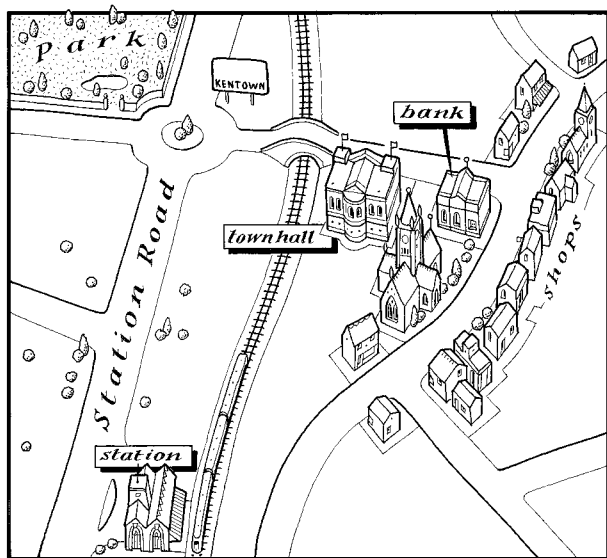 Park
KENTOWN
bank
townhall
shops
Station Road
station